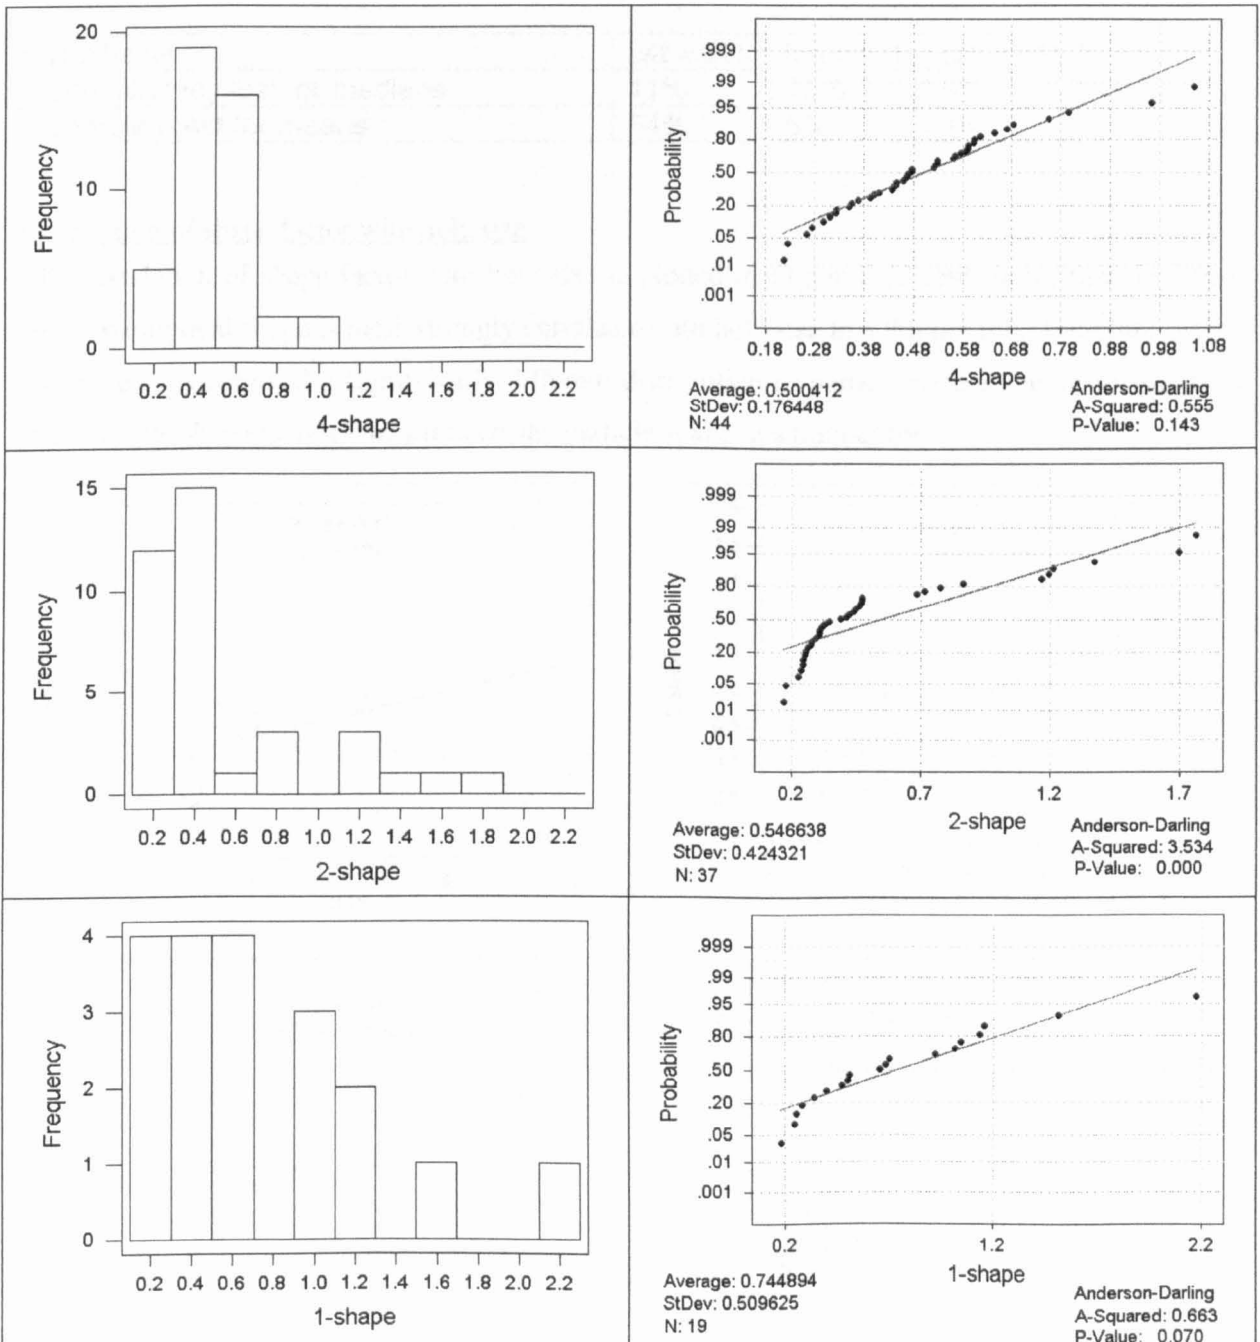 20
10
0
Frequency
0.2 0.4 0.6 0.8 1.0 1.2 1.4 1.6 1.8 2.0 2.2
4-shape
.999
.99
.95
.80
.50
.20
.05
.01
.001
Probability
0.18 0.28 0.38 0.48 0.58 0.68 0.78 0.88 0.98 1.08
4-shape
Average: 0.500412
StDev: 0.176448
N: 44
Anderson-Darling
A-Squared: 0.555
P-Value: 0.143
15
10
5
0
Frequency
0.2 0.4 0.6 0.8 1.0 1.2 1.4 1.6 1.8 2.0 2.2
2-shape
.999
.99
.95
.80
.50
.20
.05
.01
.001
Probability
0.2 0.7 1.2 1.7
2-shape
Average: 0.546638
StDev: 0.424321
N: 37
Anderson-Darling
A-Squared: 3.534
P-Value: 0.000
4
3
2
1
0
Frequency
0.2 0.4 0.6 0.8 1.0 1.2 1.4 1.6 1.8 2.0 2.2
1-shape
.999
.99
.95
.80
.50
.20
.05
.01
.001
Probability
0.2 1.2 2.2
1-shape
Average: 0.744894
StDev: 0.509625
N: 19
Anderson-Darling
A-Squared: 0.663
P-Value: 0.070